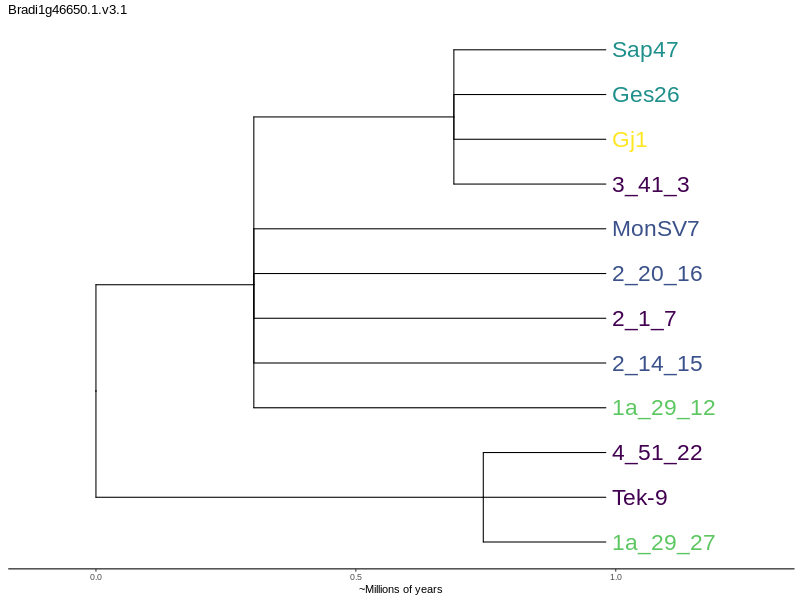 Bradi1g46650.1.v3.1
Sap47
Ges26
Gj1
3_41_3
MonSV7
2_20_16
2_1_7
2_14_15
1a_29_12
4_51_22
Tek-9
1a_29_27
0.0 0.5 1.0
~Millions of years